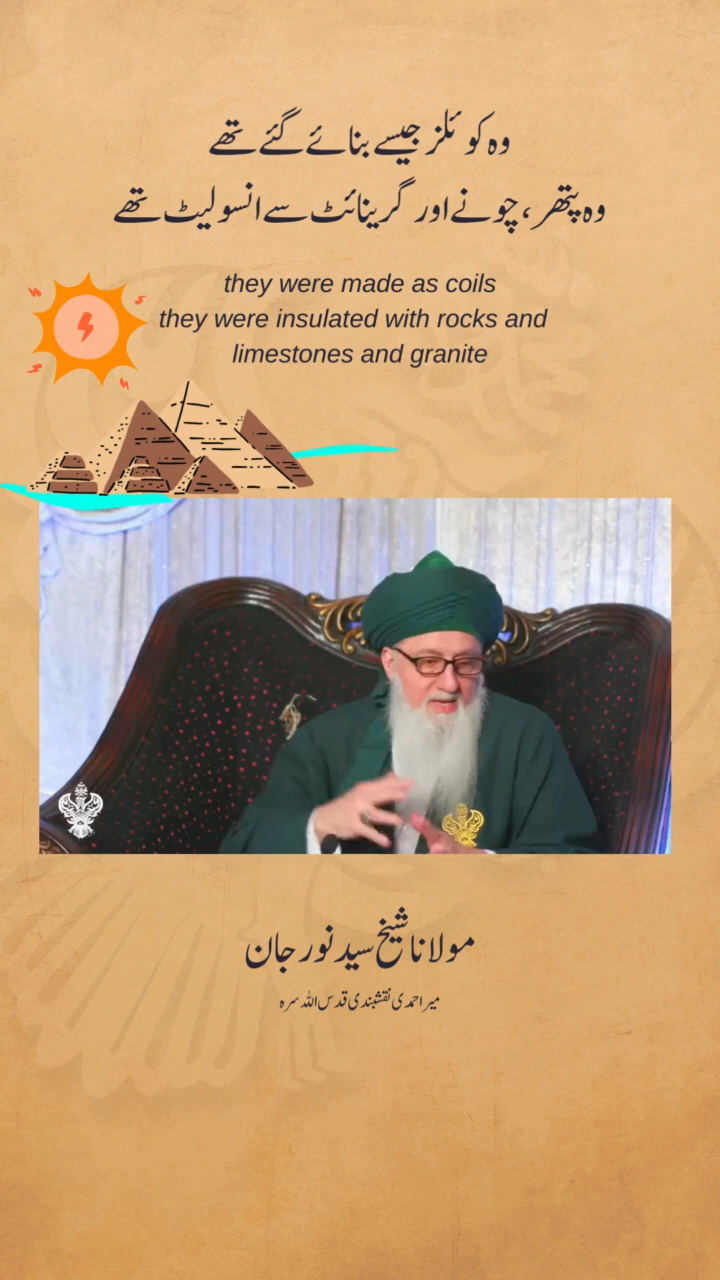 وہ کوئلز جیسے بنائے گئے تھے
وہ پتھر، چونے اور گرینائٹ سے انسولیٹ تھے
they were made as coils
they were insulated with rocks and
limestones and granite
مولانا شیخ سید نور جان
میر احمدی نقشبندی قدس اللہ سرہ